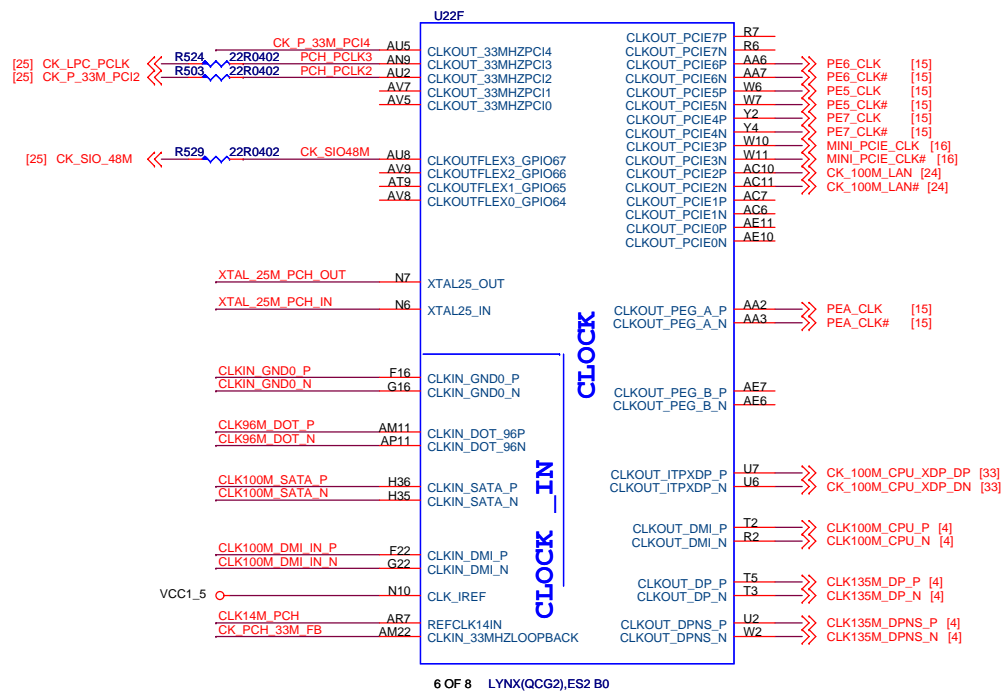 U22F
CK_P_33M_PCI4 AU5 CLKOUT_33MHZPCI4
[25] CK_LPC_PCLK R524 22R0402 PCH_PCLK3 AN9 CLKOUT_33MHZPCI3
[25] CK_P_33M_PCI2 R503 22R0402 PCH_PCLK2 AU2 CLKOUT_33MHZPCI2
AV7 CLKOUT_33MHZPCI1
AV5 CLKOUT_33MHZPCI0
[25] CK_SIO_48M R529 22R0402 CK_SIO48M AU8 CLKOUTFLEX3_GPIO67
AV9 CLKOUTFLEX2_GPIO66
AT9 CLKOUTFLEX1_GPIO65
AV8 CLKOUTFLEX0_GPIO64
XTAL_25M_PCH_OUT N7 XTAL25_OUT
XTAL_25M_PCH_IN N6 XTAL25_IN
CLKIN_GND0_P F16 CLKIN_GND0_P
CLKIN_GND0_N G16 CLKIN_GND0_N
CLK96M_DOT_P AM11 CLKIN_DOT_96P
CLK96M_DOT_N AP11 CLKIN_DOT_96N
CLK100M_SATA_P H36 CLKIN_SATA_P
CLK100M_SATA_N H35 CLKIN_SATA_N
CLK100M_DMI_IN_P F22 CLKIN_DMI_P
CLK100M_DMI_IN_N G22 CLKIN_DMI_N
VCC1_5 N10 CLK_IREF
CLK14M_PCH AR7 REFCLK14IN
CK_PCH_33M_FB AM22 CLKIN_33MHZLOOPBACK
CLOCK
CLOCK _IN
CLKOUT_PCIE7P R7
CLKOUT_PCIE7N R6
CLKOUT_PCIE6P AA6 PE6_CLK [15]
CLKOUT_PCIE6N AA7 PE6_CLK# [15]
CLKOUT_PCIE5P W6 PE5_CLK [15]
CLKOUT_PCIE5N W7 PE5_CLK# [15]
CLKOUT_PCIE4P Y2 PE7_CLK [15]
CLKOUT_PCIE4N Y4 PE7_CLK# [15]
CLKOUT_PCIE3P W10 MINI_PCIE_CLK [16]
CLKOUT_PCIE3N W11 MINI_PCIE_CLK# [16]
CLKOUT_PCIE2P AC10 CK_100M_LAN [24]
CLKOUT_PCIE2N AC11 CK_100M_LAN# [24]
CLKOUT_PCIE1P AC7
CLKOUT_PCIE1N AC6
CLKOUT_PCIE0P AE11
CLKOUT_PCIE0N AE10
CLKOUT_PEG_A_P AA2 PEA_CLK [15]
CLKOUT_PEG_A_N AA3 PEA_CLK# [15]
CLKOUT_PEG_B_P AE7
CLKOUT_PEG_B_N AE6
CLKOUT_ITPXDP_P U7 CK_100M_CPU_XDP_DP [33]
CLKOUT_ITPXDP_N U6 CK_100M_CPU_XDP_DN [33]
CLKOUT_DMI_P T2 CLK100M_CPU_P [4]
CLKOUT_DMI_N R2 CLK100M_CPU_N [4]
CLKOUT_DP_P T5 CLK135M_DP_P [4]
CLKOUT_DP_N T3 CLK135M_DP_N [4]
CLKOUT_DPNS_P U2 CLK135M_DPNS_P [4]
CLKOUT_DPNS_N W2 CLK135M_DPNS_N [4]
6 OF 8 LYNX(QCG2),ES2 B0